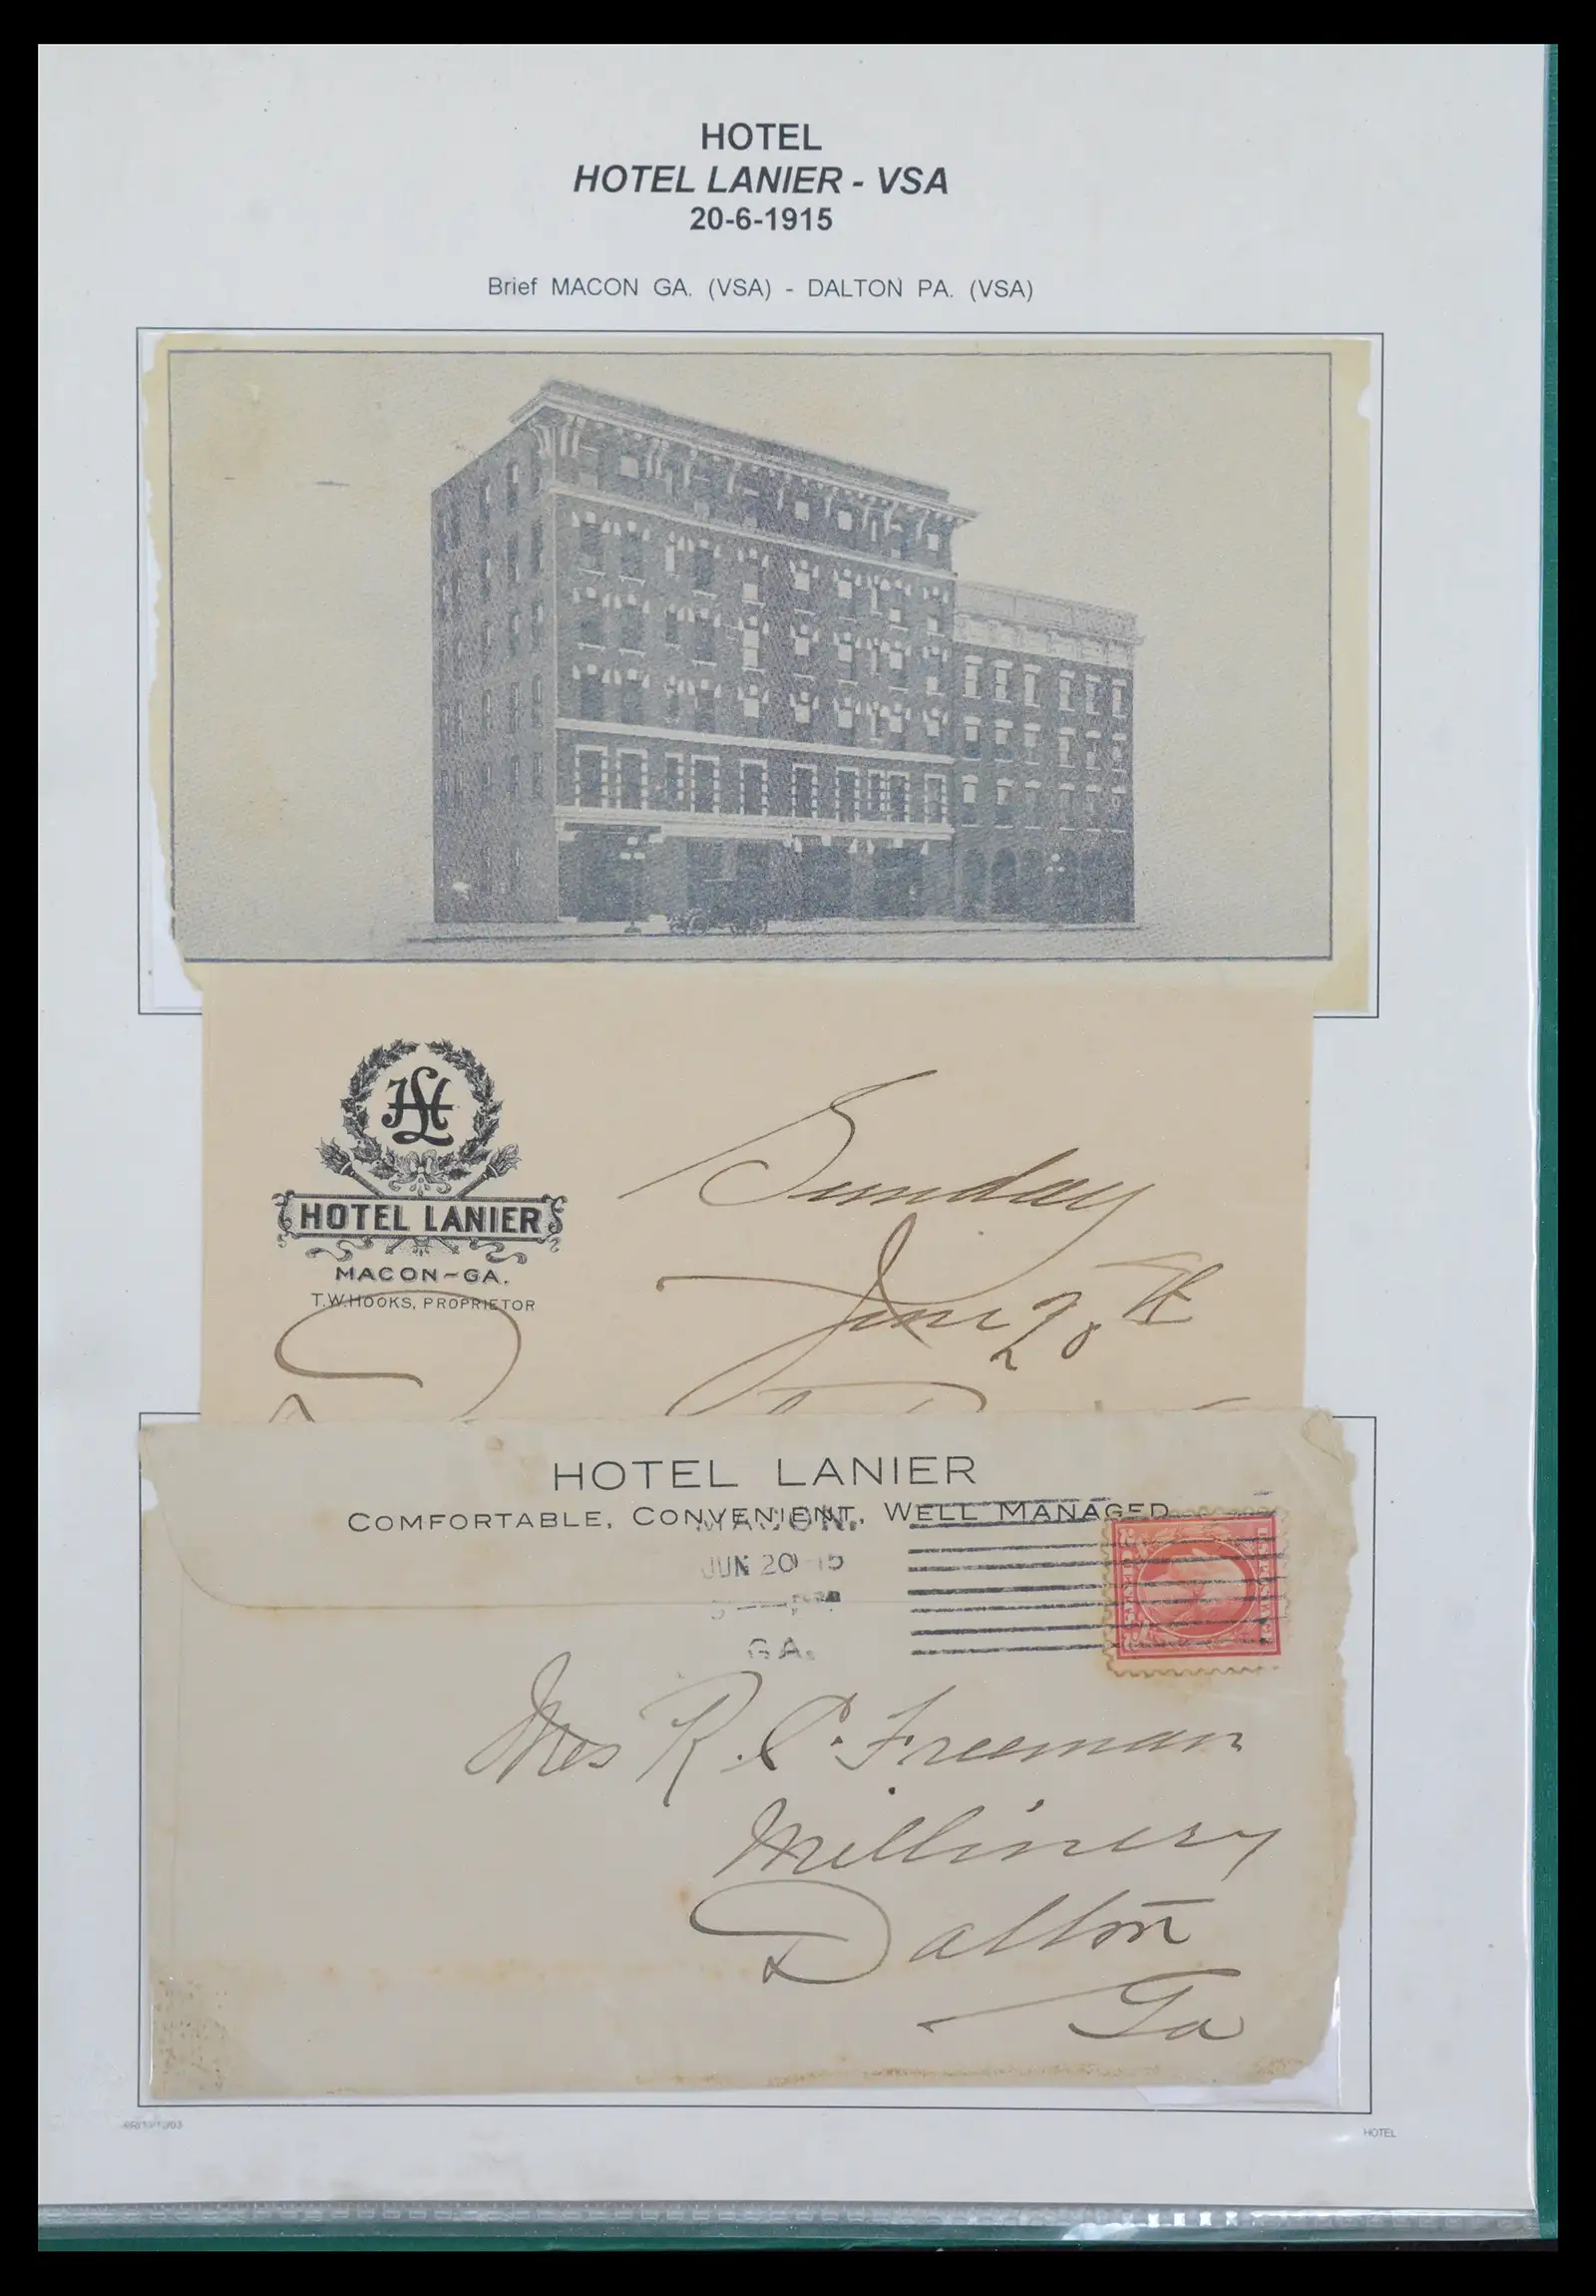 HOTEL
HOTEL LANIER - VSA
20-6-1915
Brief MACON GA. (VSA) - DALTON PA. (VSA)
HOTEL LANIER
MACON-GA.
T.W.HOOKS, PROPRIETOR
Sunday
June 20th
HOTEL LANIER
COMFORTABLE, CONVENIENT, WELL MANAGED
MACON.
JUN 20 15
GA.
Mrs R. P. Freeman
Millinery
Dalton
Ga
HOTEL